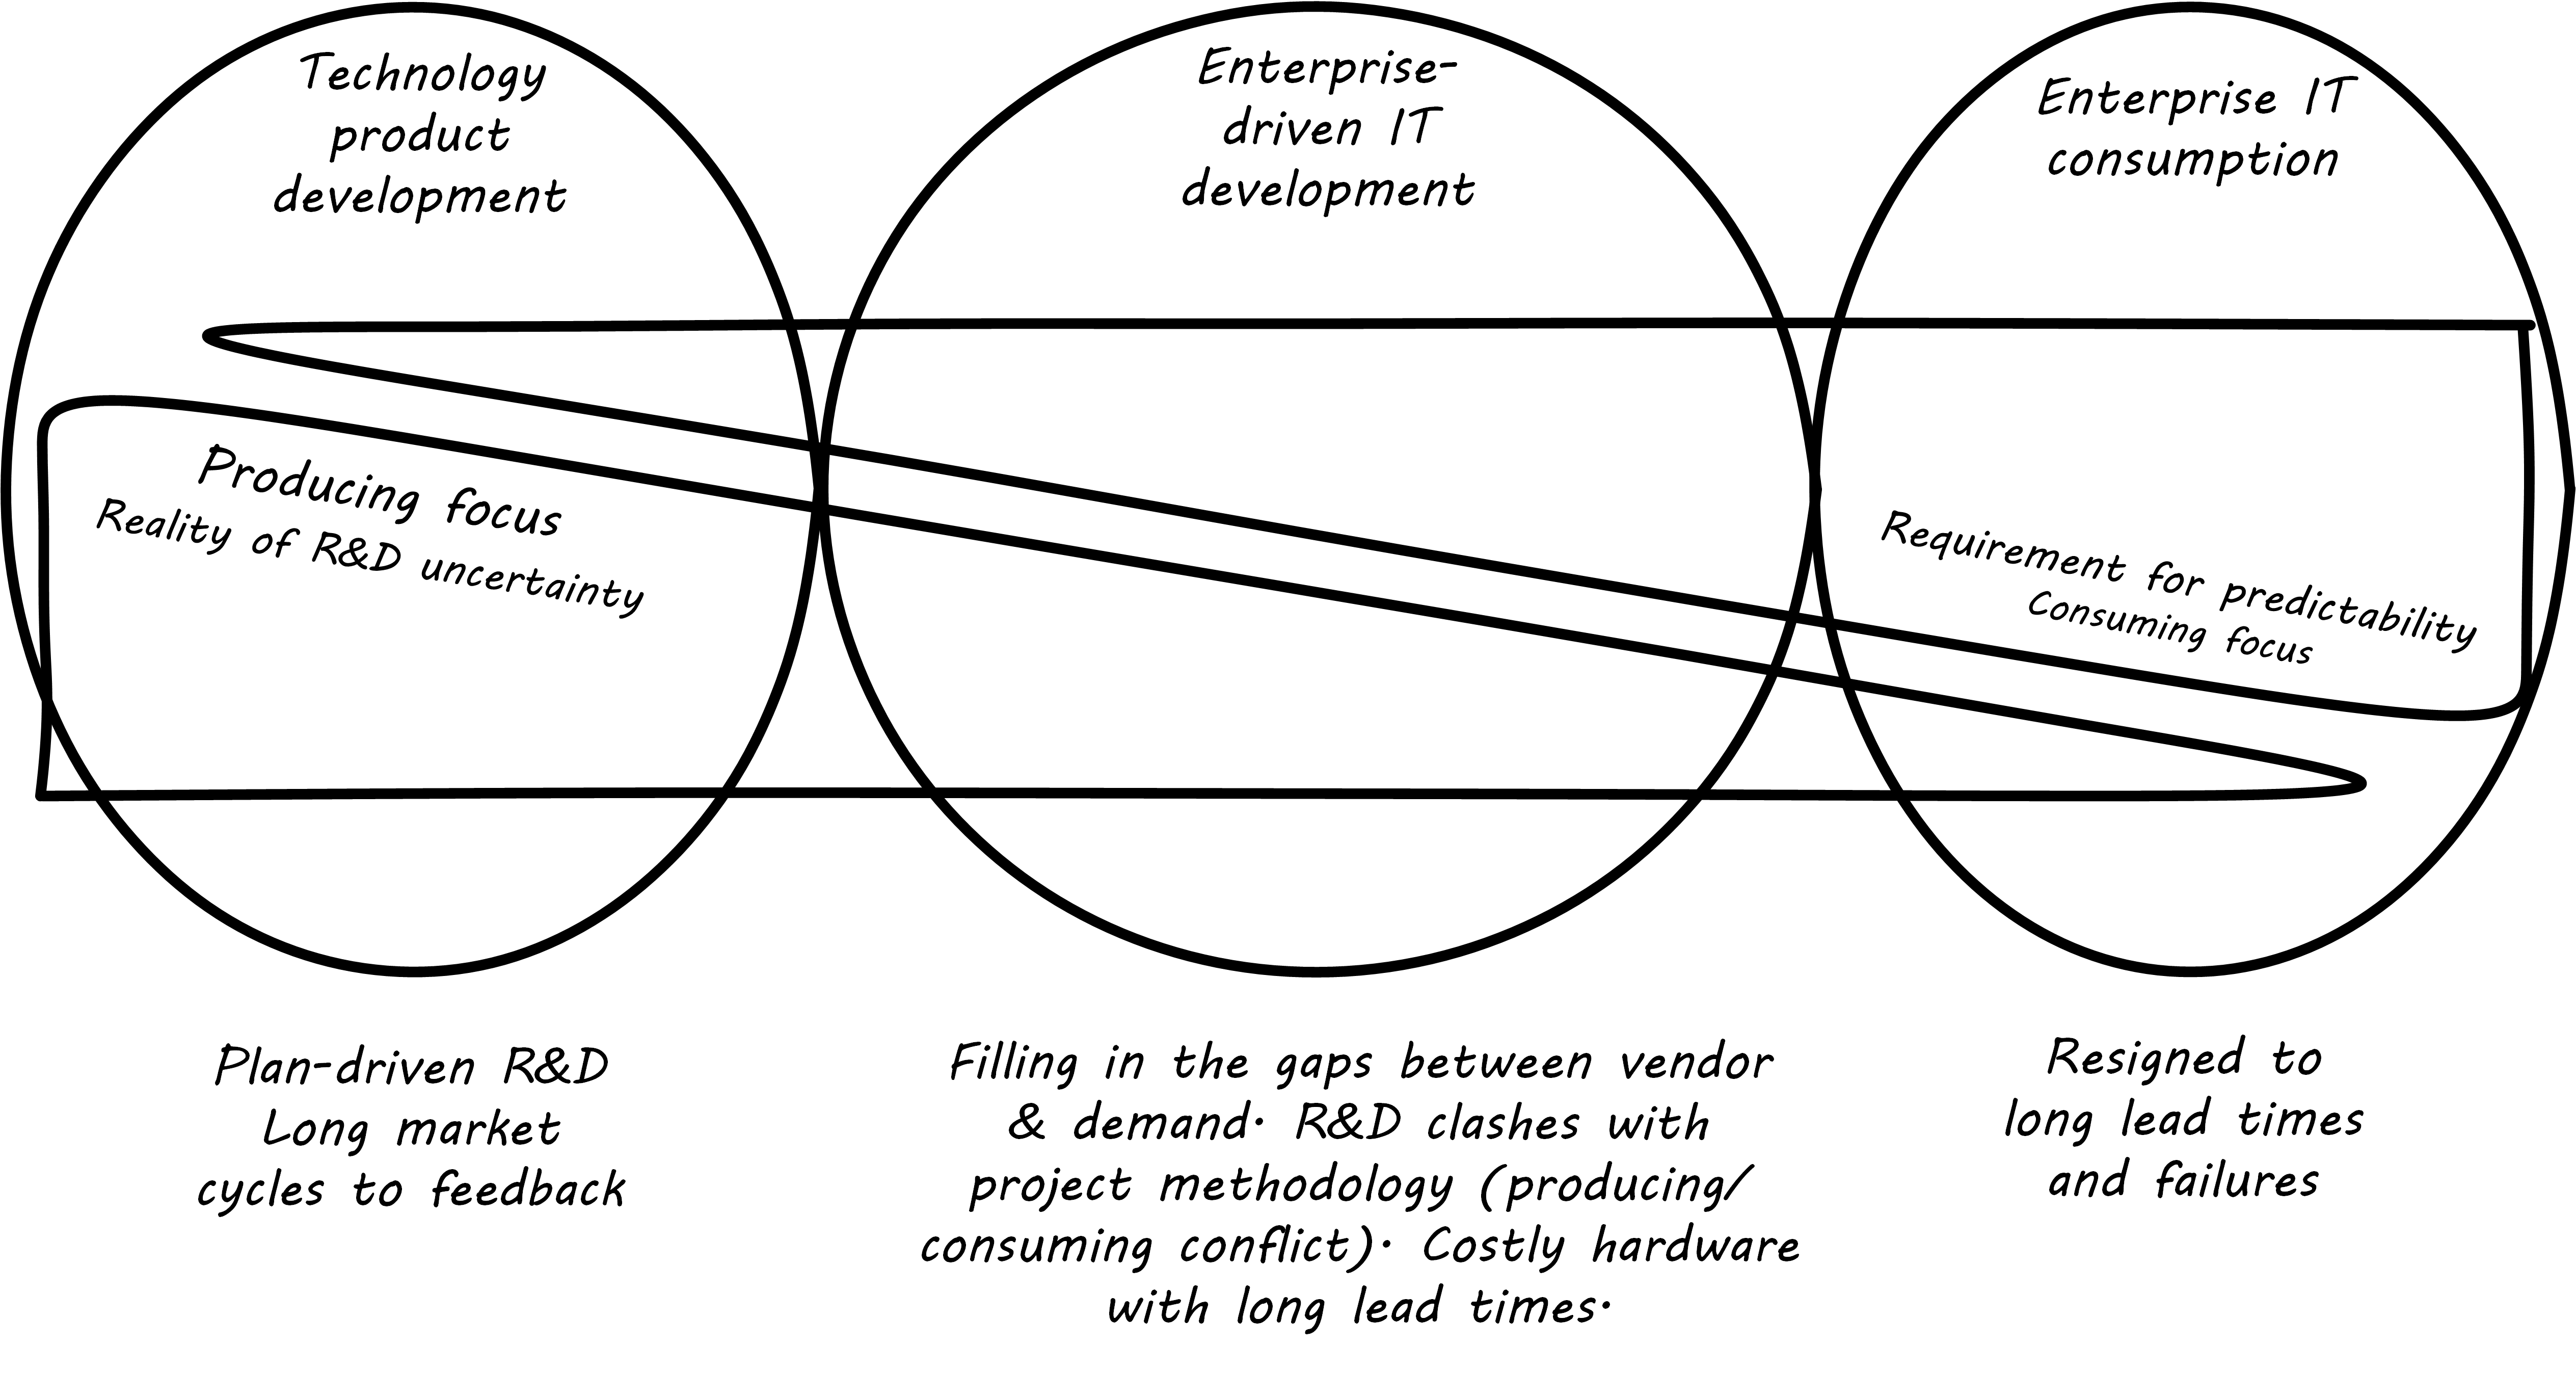 Technology
product
development
Enterprise-
driven IT
development
Enterprise IT
consumption
Producing focus
Reality of R&D uncertainty
Requirement for predictability
Consuming focus
Plan-driven R&D
Long market
cycles to feedback
Filling in the gaps between vendor
& demand. R&D clashes with
project methodology (producing/
consuming conflict). Costly hardware
with long lead times.
Resigned to
long lead times
and failures